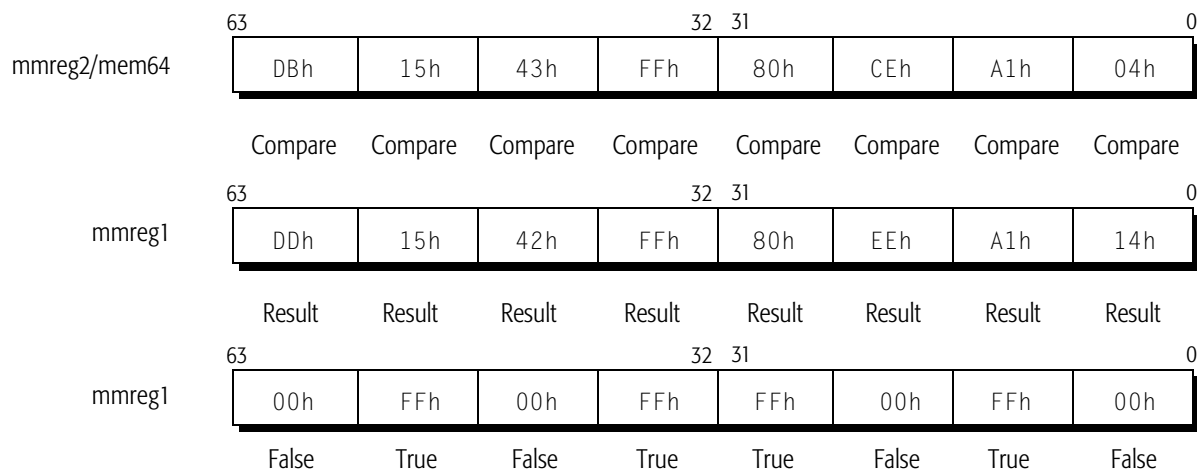 63 32 31 0
mmreg2/mem64 DBh 15h 43h FFh 80h CEh A1h 04h
Compare Compare Compare Compare Compare Compare Compare Compare
63 32 31 0
mmreg1 DDh 15h 42h FFh 80h EEh A1h 14h
Result Result Result Result Result Result Result Result
63 32 31 0
mmreg1 00h FFh 00h FFh FFh 00h FFh 00h
False True False True True False True False